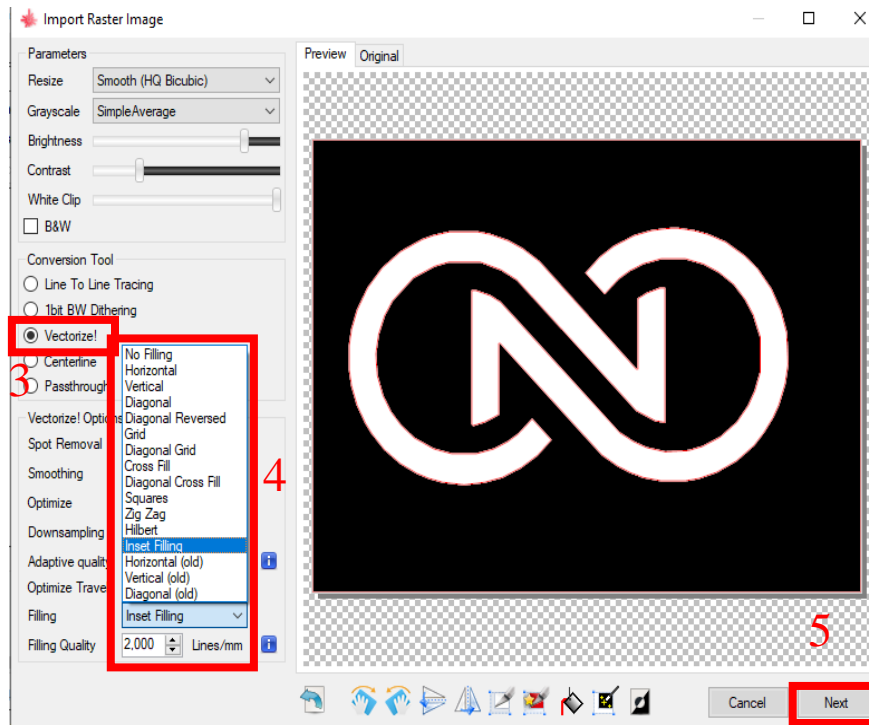 Import Raster Image
Parameters
Resize Smooth (HQ Bicubic)
Grayscale SimpleAverage
Brightness
Contrast
White Clip
B&W
Conversion Tool
Line To Line Tracing
1bit BW Dithering
Vectorize!
Centerline
Passthrough
3
Vectorize! Options
Spot Removal
Smoothing
Optimize
Downsampling
Adaptive quality
Optimize Trave
No Filling
Horizontal
Vertical
Diagonal
Diagonal Reversed
Grid
Diagonal Grid
Cross Fill
Diagonal Cross Fill
Squares
Zig Zag
Hilbert
Inset Filling
Horizontal (old)
Vertical (old)
Diagonal (old)
4
Filling Inset Filling
Filling Quality 2,000 Lines/mm
Preview Original
5
Cancel Next